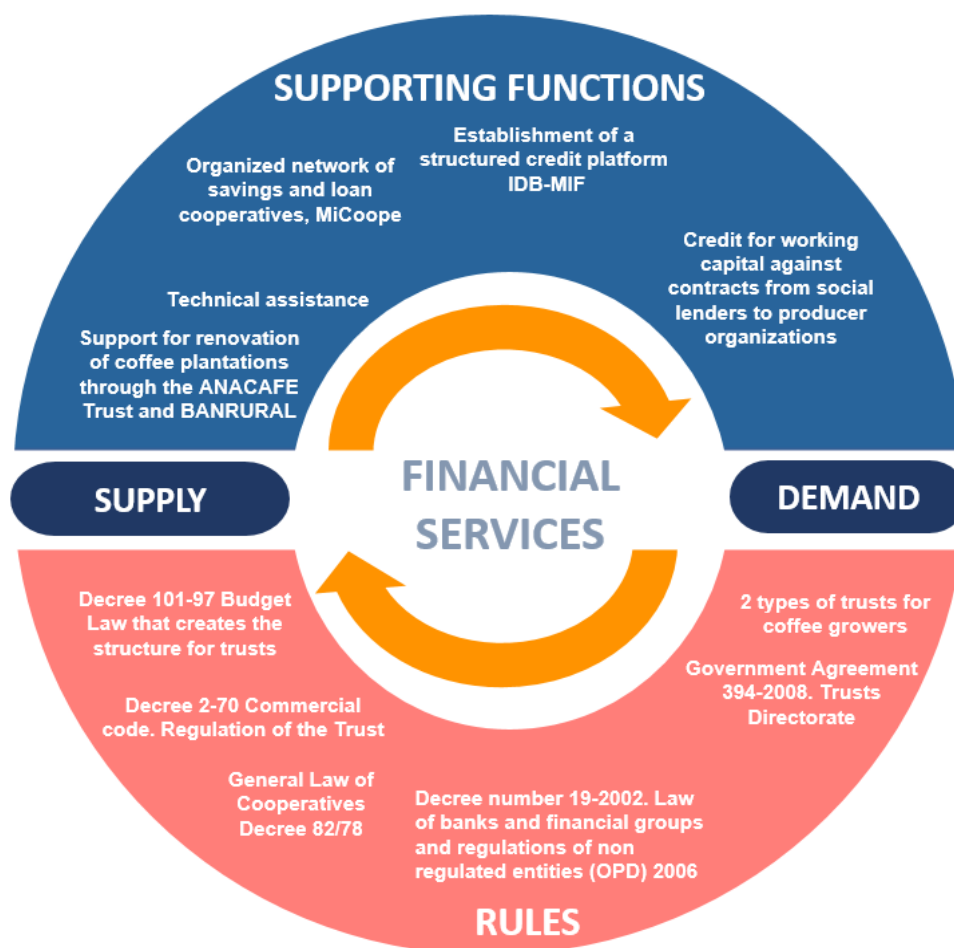 SUPPORTING FUNCTIONS
Establishment of a
structured credit platform
IDB-MIF
Organized network of
savings and loan
cooperatives, MiCoope
Credit for working
capital against
contracts from social
lenders to producer
organizations
Technical assistance
Support for renovation
of coffee plantations
through the ANACAFE
Trust and BANRURAL
FINANCIAL
SERVICES
SUPPLY
DEMAND
Decree 101-97 Budget
Law that creates the
structure for trusts
2 types of trusts for
coffee growers
Government Agreement
394-2008. Trusts
Directorate
Decree 2-70 Commercial
code. Regulation of the Trust
General Law of
Cooperatives
Decree 82/78
Decree number 19-2002. Law
of banks and financial groups
and regulations of non
regulated entities (OPD) 2006
RULES